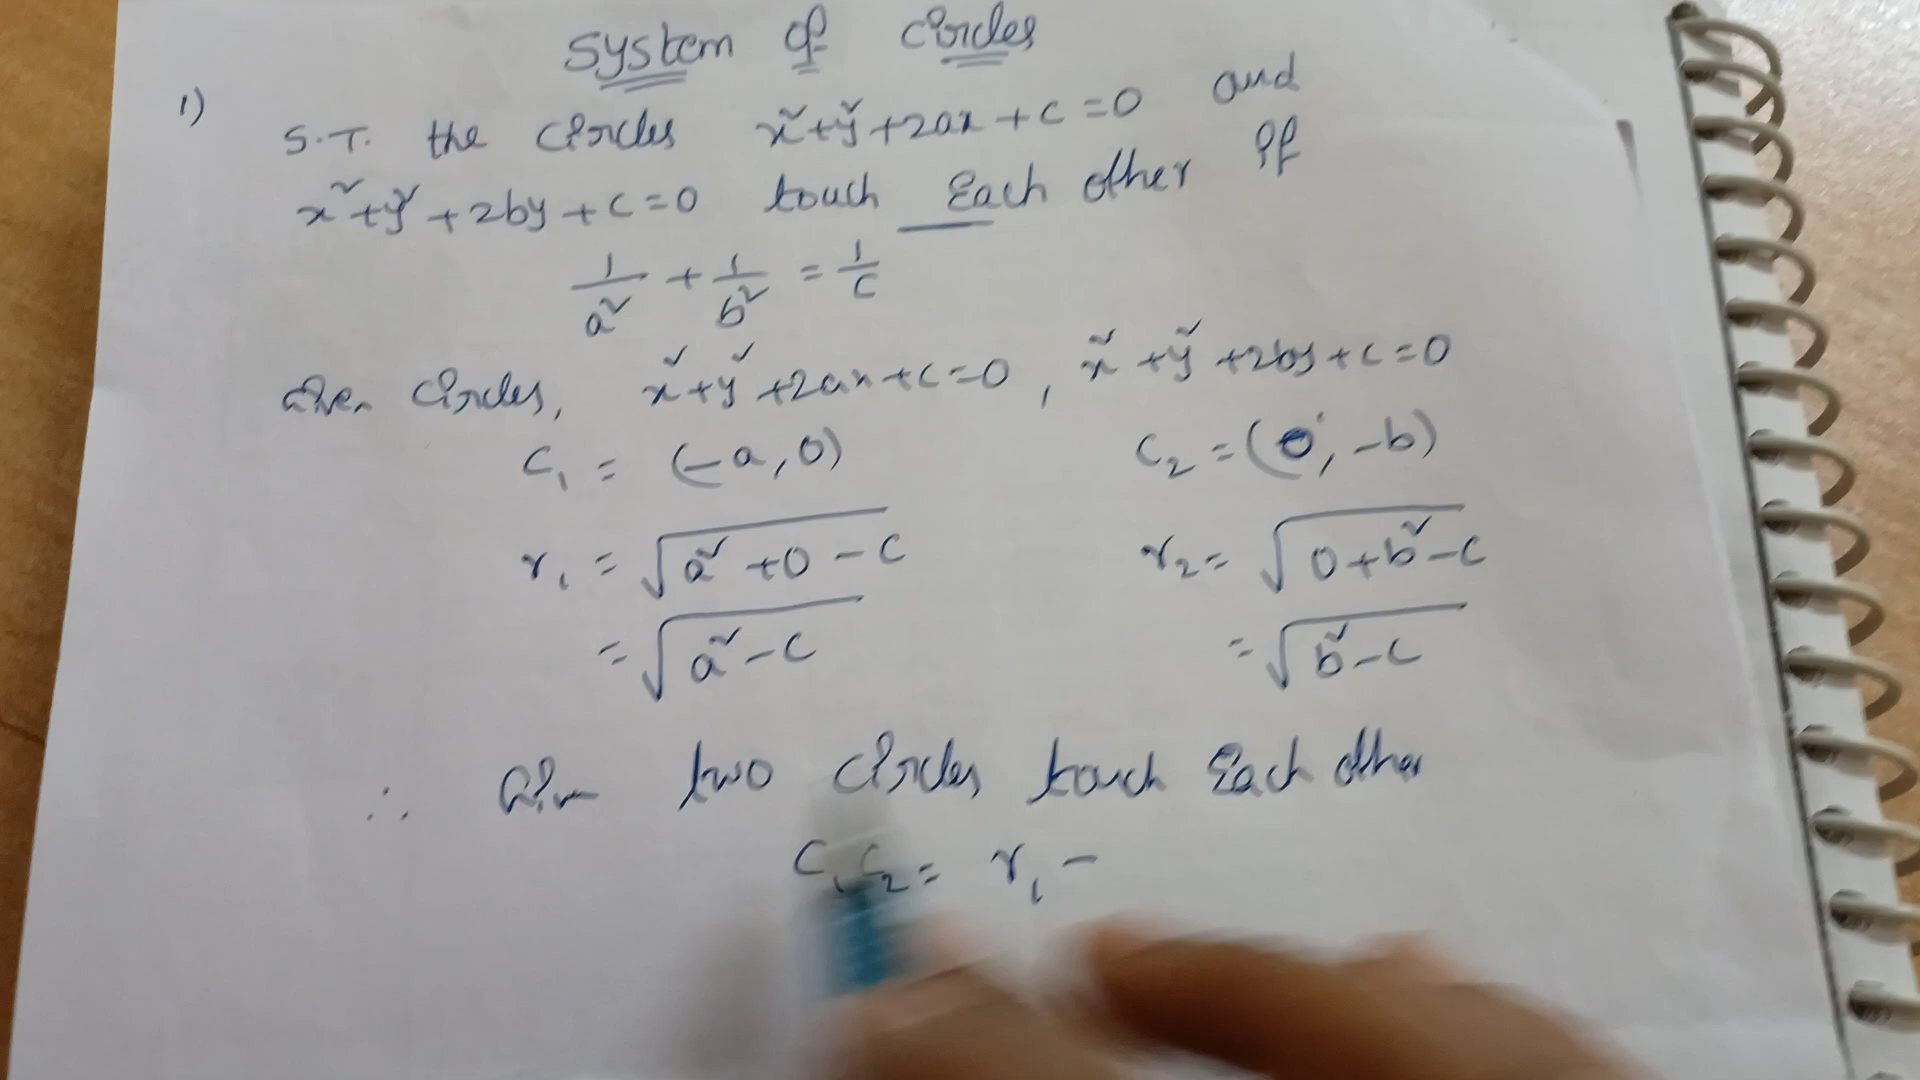 System of circles
1) S.T. the circles x²+y²+2ax+c=0 and
x²+y²+2by+c=0 touch Each other if
1/a² + 1/b² = 1/c
Given circles, x²+y²+2ax+c=0, x²+y²+2by+c=0
C₁ = (-a, 0) C₂ = (0, -b)
r₁ = √(a²+0-c) r₂ = √(0+b²-c)
= √(a²-c) = √(b²-c)
∴ Given two circles touch Each other
C₁C₂ = r₁ -